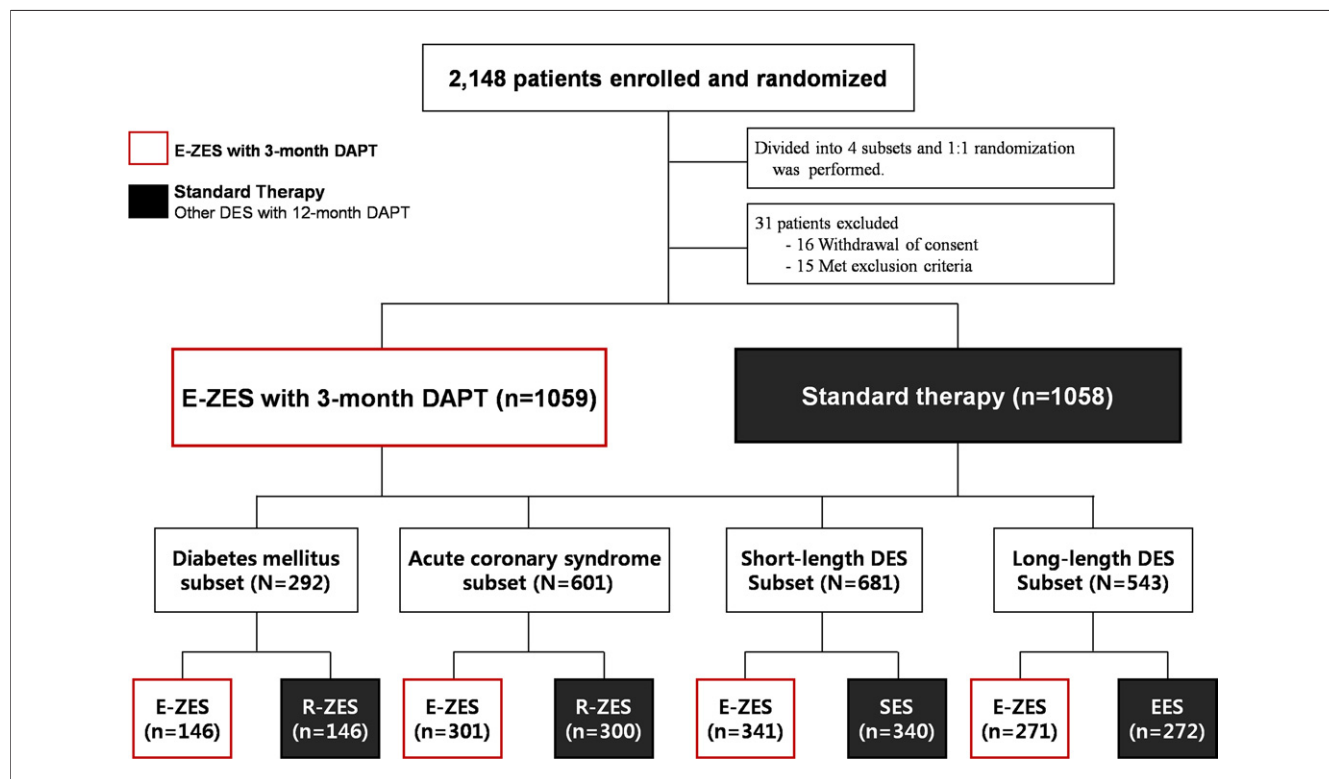 2,148 patients enrolled and randomized
E-ZES with 3-month DAPT
Standard Therapy
Other DES with 12-month DAPT
Divided into 4 subsets and 1:1 randomization
was performed.
31 patients excluded
- 16 Withdrawal of consent
- 15 Met exclusion criteria
E-ZES with 3-month DAPT (n=1059)
Standard therapy (n=1058)
Diabetes mellitus
subset (N=292)
Acute coronary syndrome
subset (N=601)
Short-length DES
Subset (N=681)
Long-length DES
Subset (N=543)
E-ZES
(n=146)
R-ZES
(n=146)
E-ZES
(n=301)
R-ZES
(n=300)
E-ZES
(n=341)
SES
(n=340)
E-ZES
(n=271)
EES
(n=272)